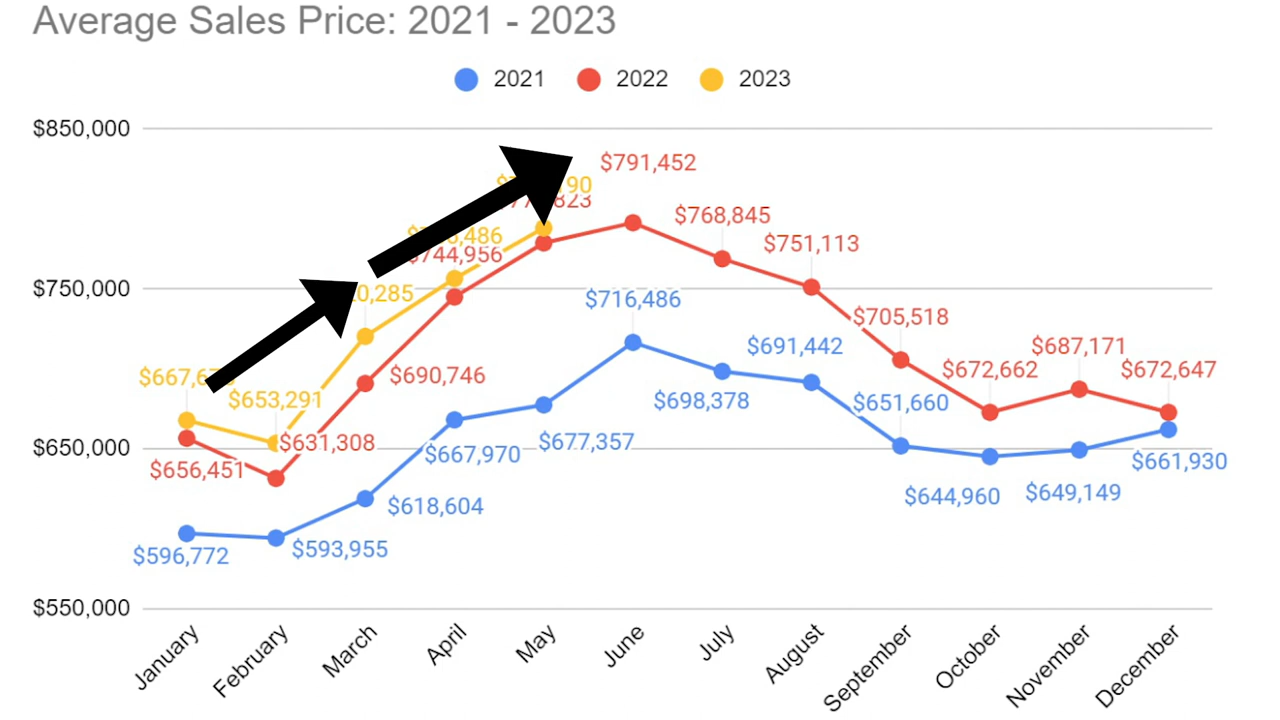 Average Sales Price: 2021 - 2023
2021 2022 2023
$850,000
$791,452
$768,845
$751,113
$744,956
$750,000
$716,486
$705,518
$691,442
$687,171
$690,746
$672,662
$672,647
$653,291
$698,378
$651,660
$631,308
$650,000
$677,357
$667,970
$661,930
$656,451
$644,960
$649,149
$618,604
$596,772
$593,955
$550,000
January
February
March
April
May
June
July
August
September
October
November
December